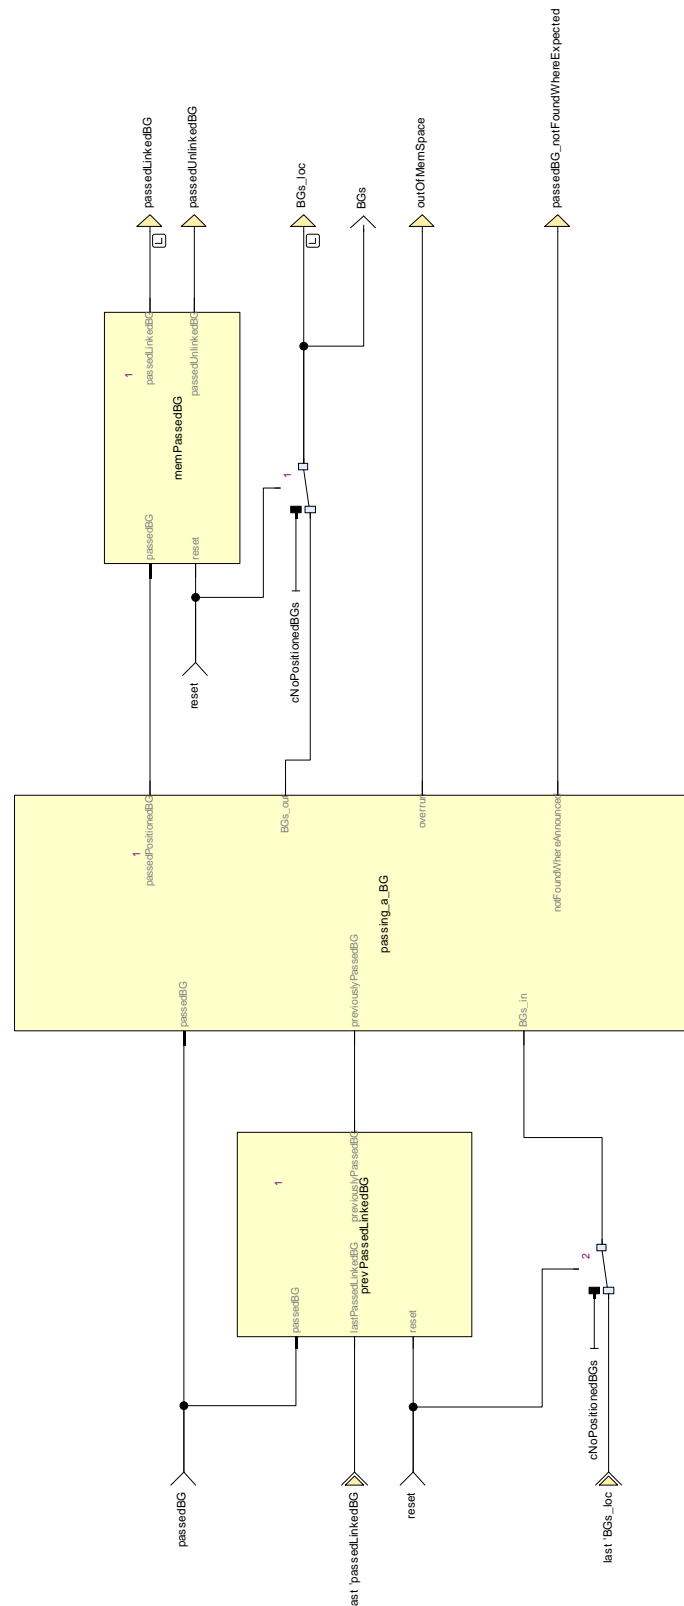 passedBG
last 'passedLinkedBG
reset
cNoPositionedBGs
last 'BGs_loc
2
passedBG
lastPassedLinkedBG
reset
1
previouslyPassedBG
prevPassedLinkedBG
passedBG
previouslyPassedBG
BGs_in
passing_a_BG
1
passedPositionedBG
BGs_out
overrun
notFoundWhereAnnounced
reset
cNoPositionedBGs
1
passedBG
reset
memPassedBG
1
passedLinkedBG
passedUnlinkedBG
L
L
passedLinkedBG
passedUnlinkedBG
BGs_loc
BGs
outOfMemSpace
passedBG_notFoundWhereExpected